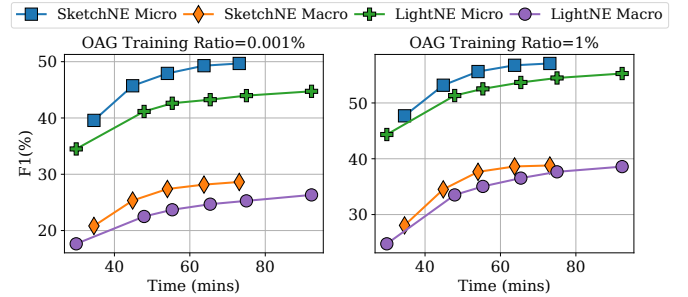 SketchNE Micro SketchNE Macro LightNE Micro LightNE Macro
OAG Training Ratio=0.001% OAG Training Ratio=1%
F1(%)
50
40
30
20
40 60 80
Time (mins)
50
40
30
40 60 80
Time (mins)